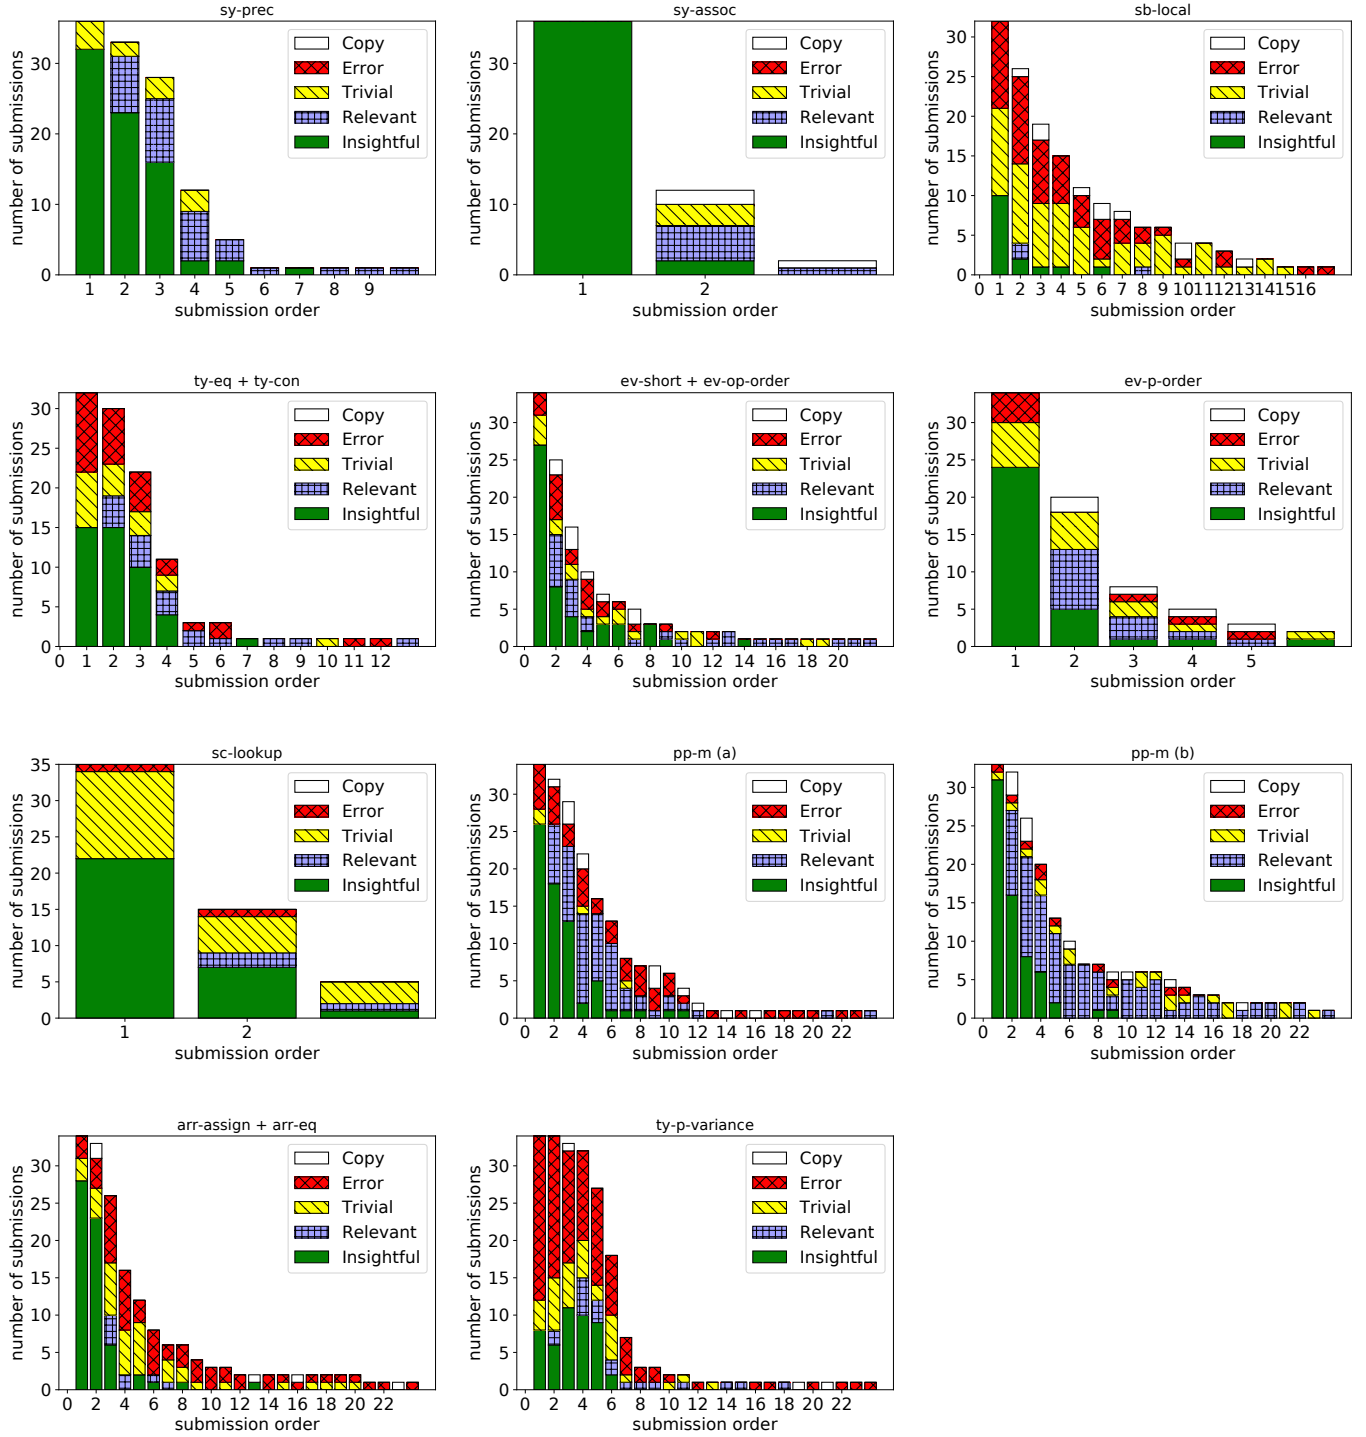 sy-prec
number of submissions
30
20
10
0
Copy
Error
Trivial
Relevant
Insightful
1 2 3 4 5 6 7 8 9
submission order
sy-assoc
number of submissions
30
20
10
0
Copy
Error
Trivial
Relevant
Insightful
1 2
submission order
sb-local
number of submissions
30
25
20
15
10
5
0
Copy
Error
Trivial
Relevant
Insightful
0 1 2 3 4 5 6 7 8 9 10 11 12 13 14 15 16
submission order
ty-eq + ty-con
number of submissions
30
25
20
15
10
5
0
Copy
Error
Trivial
Relevant
Insightful
0 1 2 3 4 5 6 7 8 9 10 11 12
submission order
ev-short + ev-op-order
number of submissions
30
25
20
15
10
5
0
Copy
Error
Trivial
Relevant
Insightful
0 2 4 6 8 10 12 14 16 18 20
submission order
ev-p-order
number of submissions
30
25
20
15
10
5
0
Copy
Error
Trivial
Relevant
Insightful
1 2 3 4 5
submission order
sc-lookup
number of submissions
35
30
25
20
15
10
5
0
Copy
Error
Trivial
Relevant
Insightful
1 2
submission order
pp-m (a)
number of submissions
30
25
20
15
10
5
0
Copy
Error
Trivial
Relevant
Insightful
0 2 4 6 8 10 12 14 16 18 20 22
submission order
pp-m (b)
number of submissions
30
25
20
15
10
5
0
Copy
Error
Trivial
Relevant
Insightful
0 2 4 6 8 10 12 14 16 18 20 22
submission order
arr-assign + arr-eq
number of submissions
30
25
20
15
10
5
0
Copy
Error
Trivial
Relevant
Insightful
0 2 4 6 8 10 12 14 16 18 20 22
submission order
ty-p-variance
number of submissions
30
25
20
15
10
5
0
Copy
Error
Trivial
Relevant
Insightful
0 2 4 6 8 10 12 14 16 18 20 22
submission order